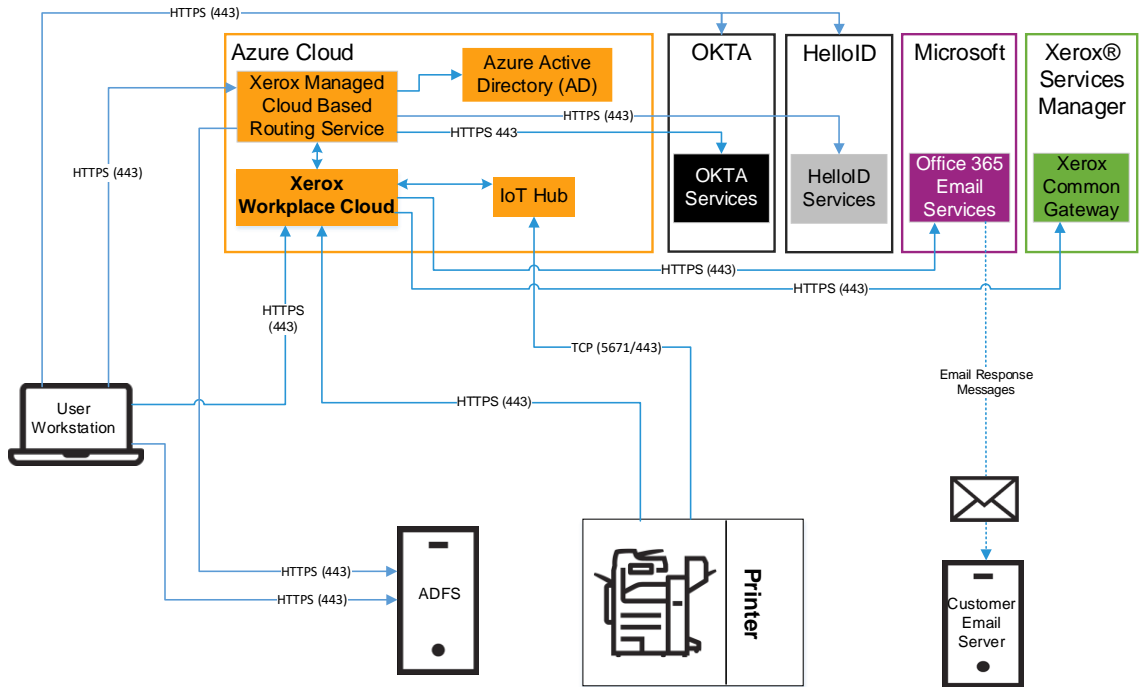 HTTPS (443)
Azure Cloud
OKTA
HelloID
Microsoft
Xerox®
Services
Manager
Xerox Managed
Cloud Based
Routing Service
Azure Active
Directory (AD)
HTTPS (443)
HTTPS 443
HTTPS (443)
Xerox
Workplace Cloud
IoT Hub
OKTA
Services
HelloID
Services
Office 365
Email
Services
Xerox
Common
Gateway
HTTPS (443)
HTTPS (443)
HTTPS
(443)
TCP (5671/443)
Email Response
Messages
HTTPS (443)
User
Workstation
HTTPS (443)
HTTPS (443)
ADFS
Printer
Customer
Email
Server